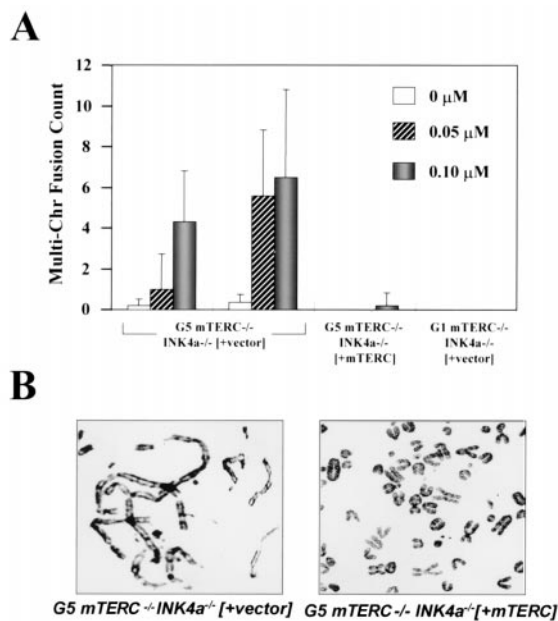 A
Multi-Chr Fusion Count
12
10
8
6
4
2
0
0 µM
0.05 µM
0.10 µM
G5 mTERC-/-
INK4a-/- [+vector]
G5 mTERC-/-
INK4a-/-
[+mTERC]
G1 mTERC-/-
INK4a-/-
[+vector]
B
G5 mTERC-/-INK4a-/-[+vector]
G5 mTERC-/- INK4a-/-[+mTERC]